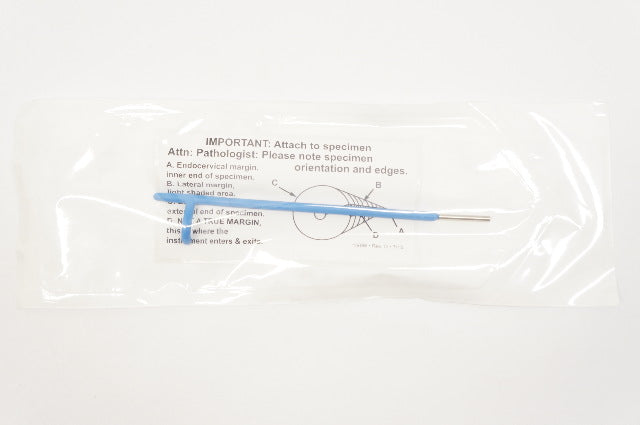 IMPORTANT: Attach to specimen
Attn: Pathologist: Please note specimen
orientation and edges.
A. Endocervical margin,
inner end of specimen.
B. Lateral margin,
light shaded area.
external end of specimen.
D. NOT A TRUE MARGIN,
this where the
instrument enters & exits.
C
B
A
D